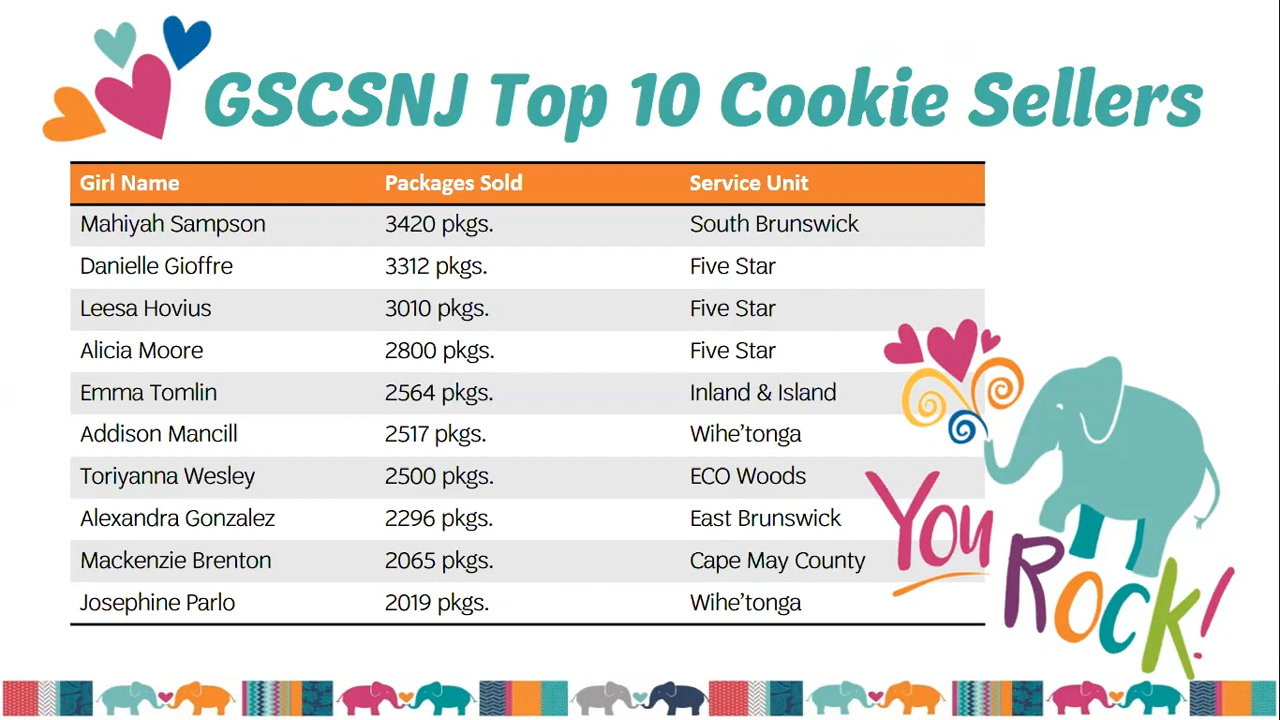 GSCSNJ Top 10 Cookie Sellers
Girl Name Packages Sold Service Unit
Mahiyah Sampson 3420 pkgs. South Brunswick
Danielle Gioffre 3312 pkgs. Five Star
Leesa Hovius 3010 pkgs. Five Star
Alicia Moore 2800 pkgs. Five Star
Emma Tomlin 2564 pkgs. Inland & Island
Addison Mancill 2517 pkgs. Wihe’tonga
Toriyanna Wesley 2500 pkgs. ECO Woods
Alexandra Gonzalez 2296 pkgs. East Brunswick
Mackenzie Brenton 2065 pkgs. Cape May County
Josephine Parlo 2019 pkgs. Wihe’tonga
You
Rock!